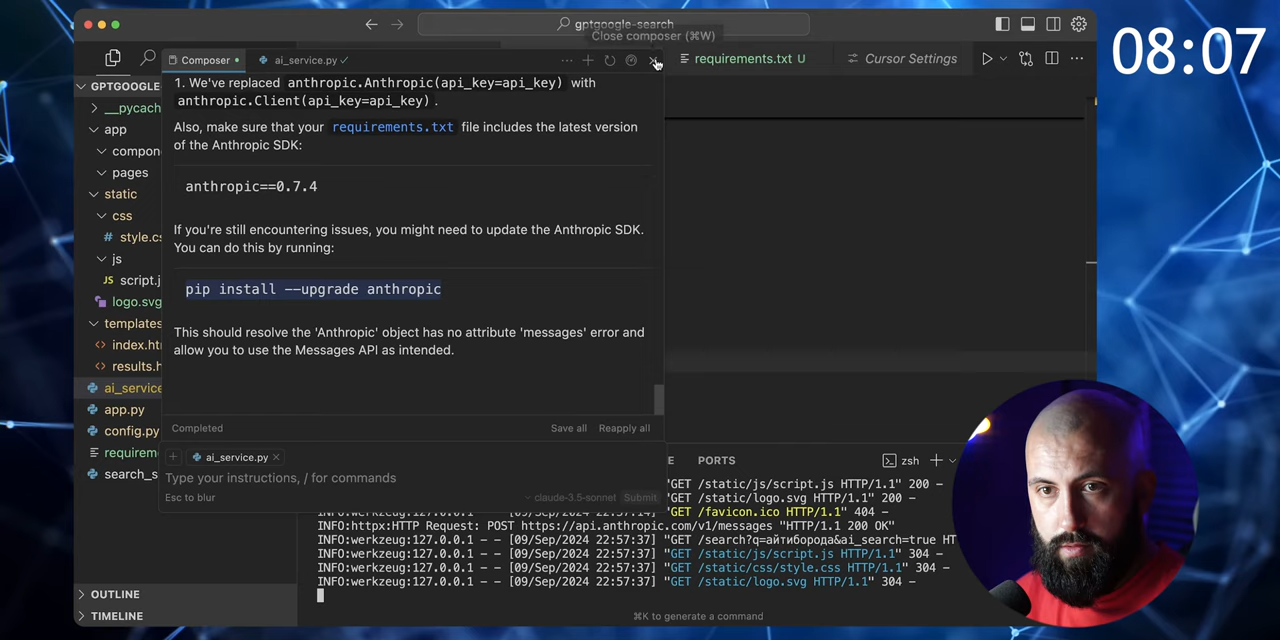 gptgoogle-search
Close composer (⌘W)
08:07
Composer
ai_service.py
requirements.txt U
Cursor Settings
GPTGOOGLE-
__pycach
app
compon
pages
static
css
style.cs
js
script.j
logo.svg
templates
index.ht
results.h
ai_service
app.py
config.py
requirem
search_s
OUTLINE
TIMELINE
1. We've replaced anthropic.Anthropic(api_key=api_key) with
anthropic.Client(api_key=api_key) .
Also, make sure that your requirements.txt file includes the latest version
of the Anthropic SDK:
anthropic==0.7.4
If you're still encountering issues, you might need to update the Anthropic SDK.
You can do this by running:
pip install --upgrade anthropic
This should resolve the 'Anthropic' object has no attribute 'messages' error and
allow you to use the Messages API as intended.
Completed
Save all
Reapply all
ai_service.py
Type your instructions, / for commands
Esc to blur
claude-3.5-sonnet
Submit
E
PORTS
zsh
"GET /static/js/script.js HTTP/1.1" 200 -
"GET /static/logo.svg HTTP/1.1" 200 -
INFO:werkzeug:127.0.0.1 - - [09/Sep/2024 22:57:14] "GET /favicon.ico HTTP/1.1" 404 -
INFO:httpx:HTTP Request: POST https://api.anthropic.com/v1/messages "HTTP/1.1 200 OK"
INFO:werkzeug:127.0.0.1 - - [09/Sep/2024 22:57:37] "GET /search?q=айтиборода&ai_search=true HT
INFO:werkzeug:127.0.0.1 - - [09/Sep/2024 22:57:37] "GET /static/js/script.js HTTP/1.1" 304 -
INFO:werkzeug:127.0.0.1 - - [09/Sep/2024 22:57:37] "GET /static/css/style.css HTTP/1.1" 304 -
INFO:werkzeug:127.0.0.1 - - [09/Sep/2024 22:57:37] "GET /static/logo.svg HTTP/1.1" 304 -
⌘K to generate a command